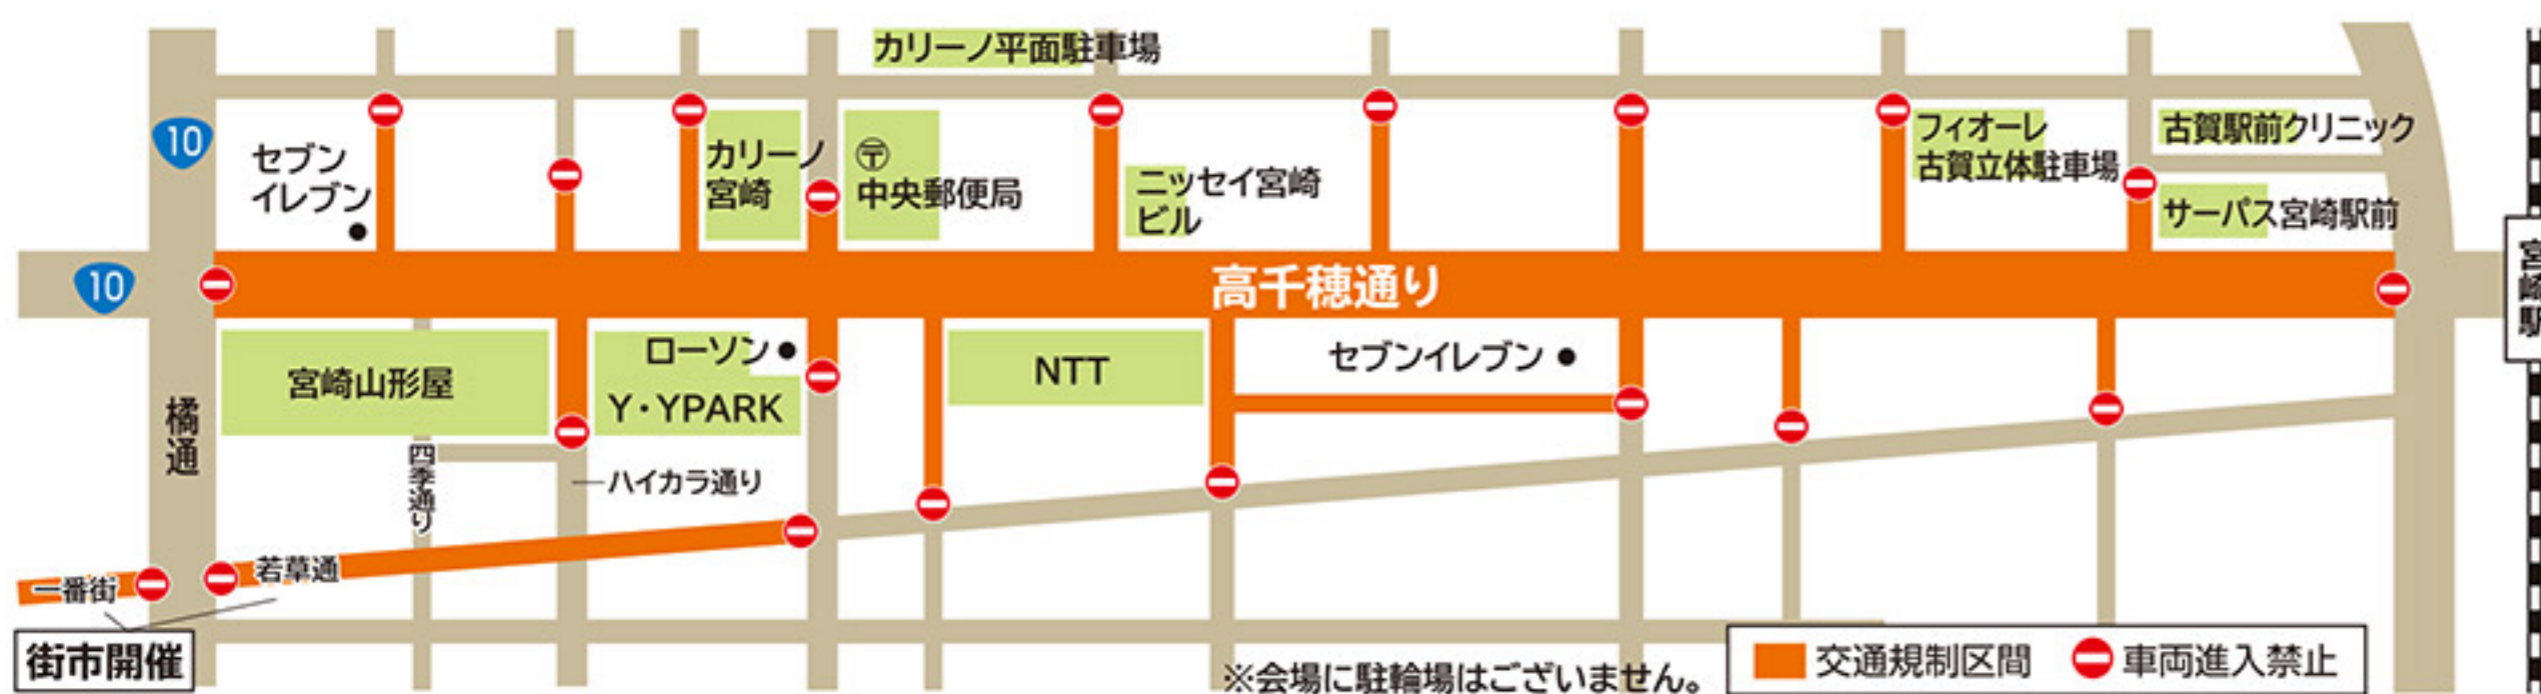 カリーノ平面駐車場
10
セブン
イレブン
カリーノ
宮崎
〒
中央郵便局
ニッセイ宮崎
ビル
フィオーレ
古賀立体駐車場
古賀駅前クリニック
サーパス宮崎駅前
10
高千穂通り
宮崎駅
宮崎山形屋
ローソン
Y・YPARK
NTT
セブンイレブン
橘通
四季通り
ハイカラ通り
一番街
若草通
街市開催
※会場に駐輪場はございません。
交通規制区間
車両進入禁止